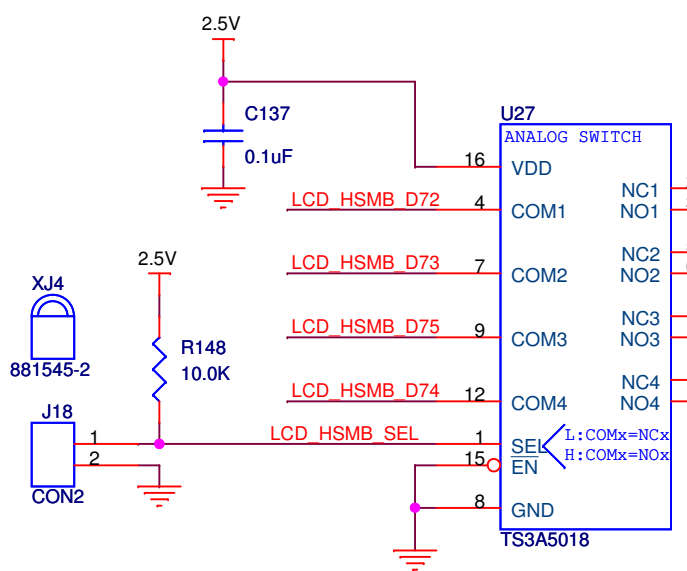 2.5V
C137
0.1uF
U27
ANALOG SWITCH
16 VDD
NC1
LCD_HSMB_D72 4 COM1 NO1
NC2
LCD_HSMB_D73 7 COM2 NO2
NC3
LCD_HSMB_D75 9 COM3 NO3
NC4
LCD_HSMB_D74 12 COM4 NO4
2.5V
XJ4
881545-2
R148
10.0K
J18
1
2
CON2
LCD_HSMB_SEL 1 SEL L:COMx=NCx
15 EN H:COMx=NOx
8 GND
TS3A5018